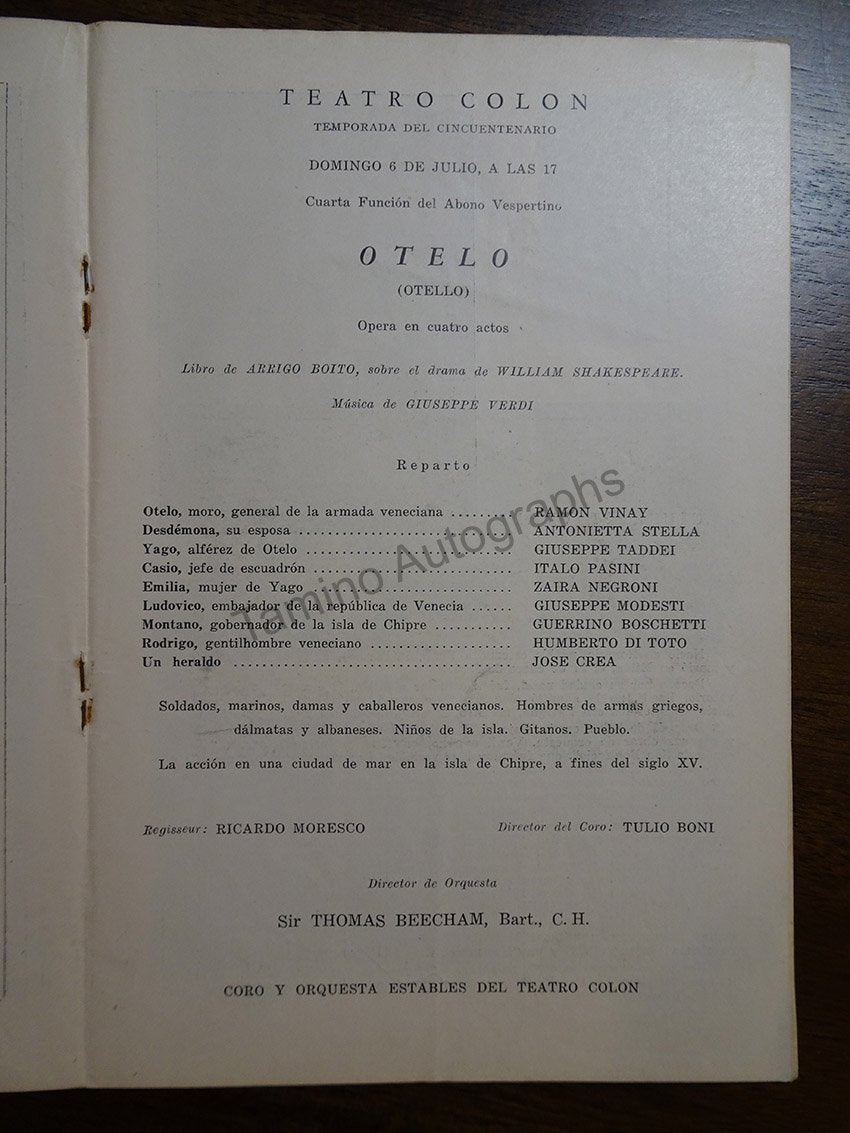 TEATRO COLON
TEMPORADA DEL CINCUENTENARIO
DOMINGO 6 DE JULIO, A LAS 17
Cuarta Función del Abono Vespertino
OTELO
(OTELLO)
Opera en cuatro actos
Libro de ARRIGO BOITO, sobre el drama de WILLIAM SHAKESPEARE.
Música de GIUSEPPE VERDI
Reparto
Otelo, moro, general de la armada veneciana ......... RAMON VINAY
Desdémona, su esposa .............................. ANTONIETTA STELLA
Yago, alférez de Otelo ............................. GIUSEPPE TADDEI
Casio, jefe de escuadrón ............................ ITALO PASINI
Emilia, mujer de Yago ............................. ZAIRA NEGRONI
Ludovico, embajador de la república de Venecia ...... GIUSEPPE MODESTI
Montano, gobernador de la isla de Chipre ........... GUERRINO BOSCHETTI
Rodrigo, gentilhombre veneciano .................... HUMBERTO DI TOTO
Un heraldo ....................................... JOSE CREA
Soldados, marinos, damas y caballeros venecianos. Hombres de armas griegos,
dálmatas y albaneses. Niños de la isla. Gitanos. Pueblo.
La acción en una ciudad de mar en la isla de Chipre, a fines del siglo XV.
Regisseur: RICARDO MORESCO Director del Coro: TULIO BONI
Director de Orquesta
Sir THOMAS BEECHAM, Bart., C. H.
CORO Y ORQUESTA ESTABLES DEL TEATRO COLON
Tamino Autographs